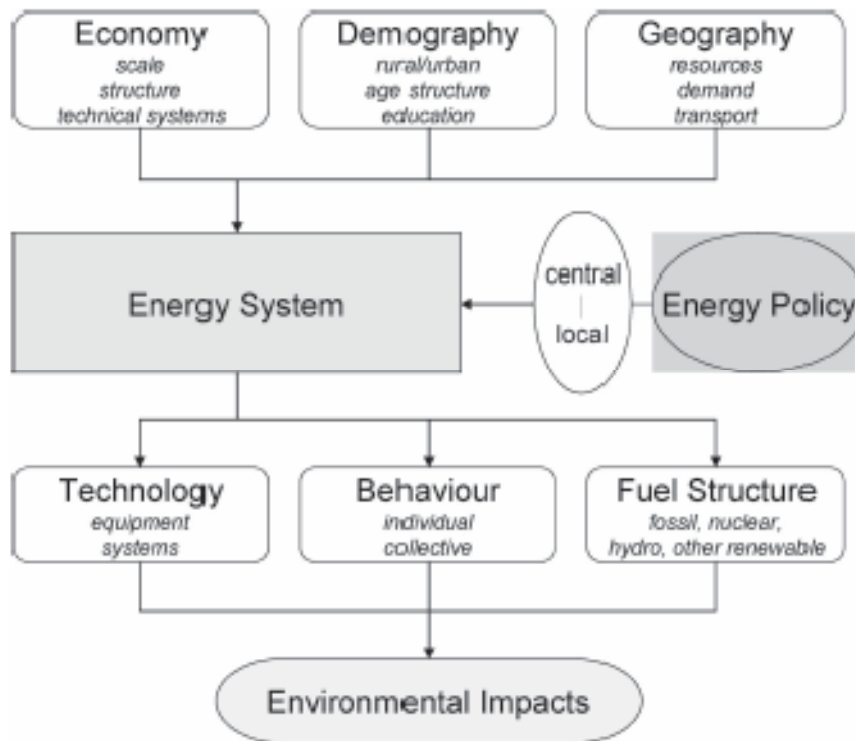 Economy
scale
structure
technical systems
Demography
rural/urban
age structure
education
Geography
resources
demand
transport
Energy System
central
local
Energy Policy
Technology
equipment
systems
Behaviour
individual
collective
Fuel Structure
fossil, nuclear,
hydro, other renewable
Environmental Impacts